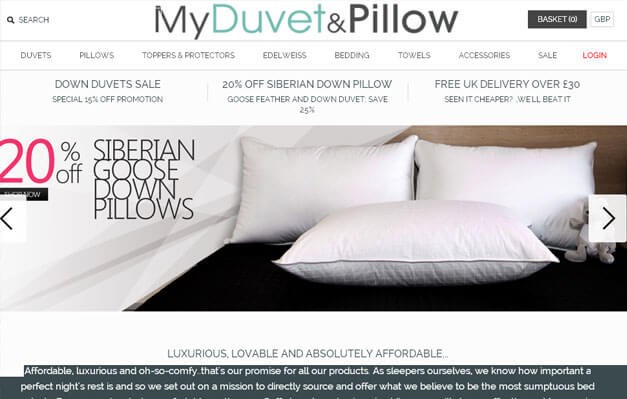 SEARCH
MyDuvet&Pillow
BASKET (0)
GBP
DUVETS PILLOWS TOPPERS & PROTECTORS EDELWEISS BEDDING TOWELS ACCESSORIES SALE LOGIN
DOWN DUVETS SALE
SPECIAL 15% OFF PROMOTION
20% OFF SIBERIAN DOWN PILLOW
GOOSE FEATHER AND DOWN DUVET: SAVE
25%
FREE UK DELIVERY OVER £30
SEEN IT CHEAPER? ..WE'LL BEAT IT
20% off
SHOP NOW
SIBERIAN
GOOSE
DOWN
PILLOWS
LUXURIOUS, LOVABLE AND ABSOLUTELY AFFORDABLE...
Affordable, luxurious and oh-so-comfy..that's our promise for all our products. As sleepers ourselves, we know how important a
perfect night's rest is and so we set out on a mission to directly source and offer what we believe to be the most sumptuous bed